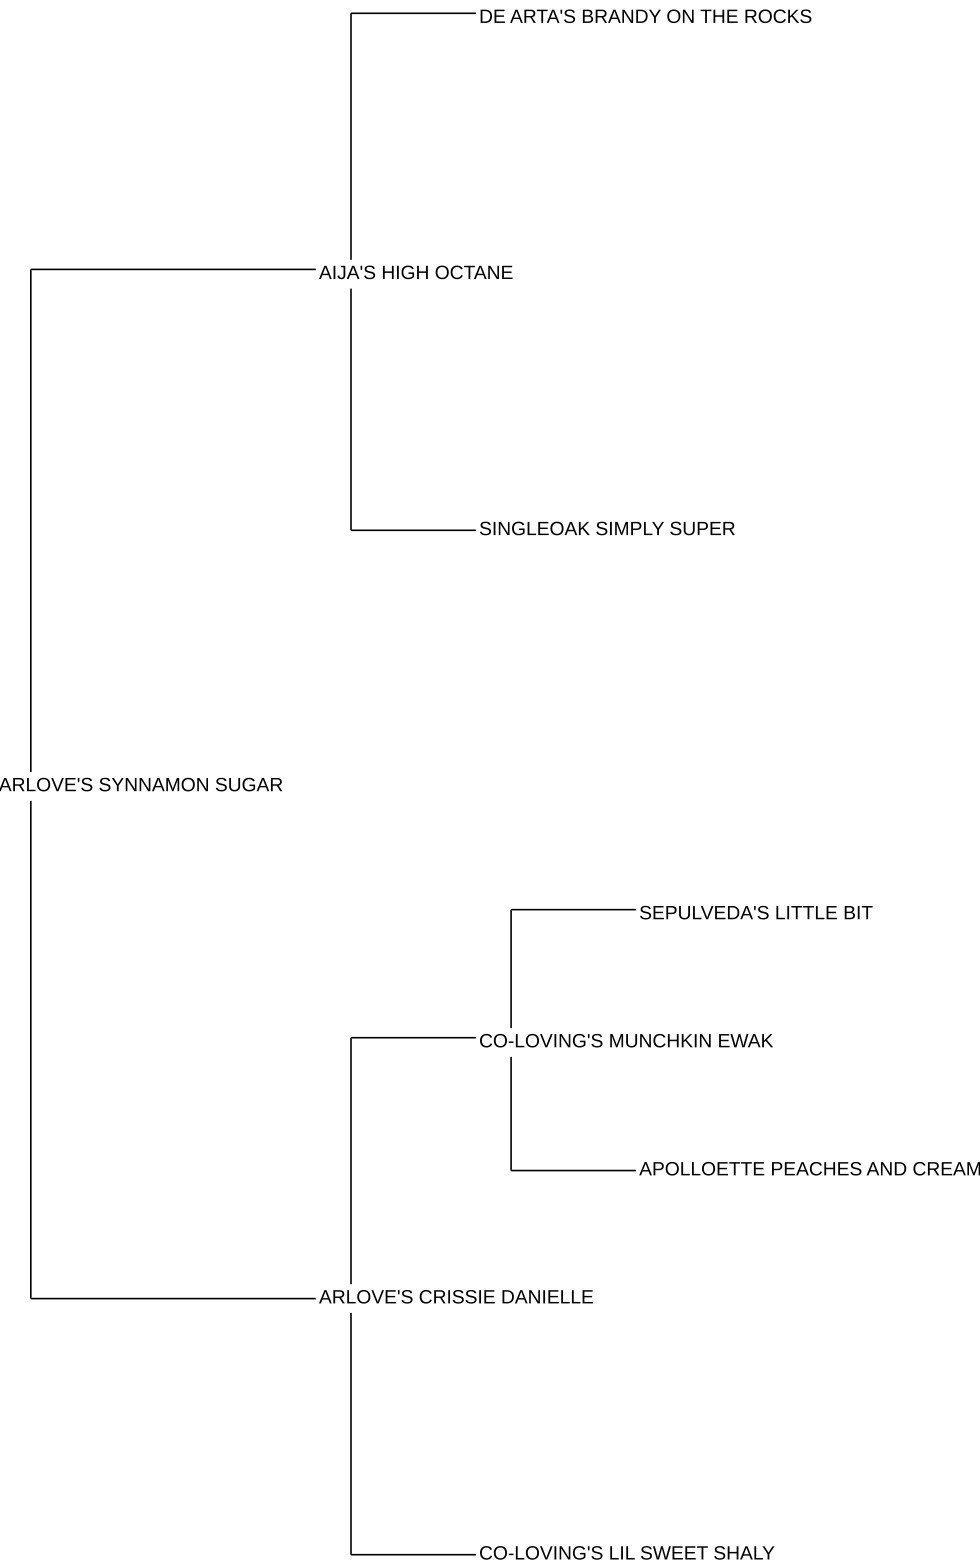 DE ARTA'S BRANDY ON THE ROCKS
AIJA'S HIGH OCTANE
SINGLEOAK SIMPLY SUPER
ARLOVE'S SYNNAMON SUGAR
SEPULVEDA'S LITTLE BIT
CO-LOVING'S MUNCHKIN EWAK
APOLLOETTE PEACHES AND CREAM
ARLOVE'S CRISSIE DANIELLE
CO-LOVING'S LIL SWEET SHALY